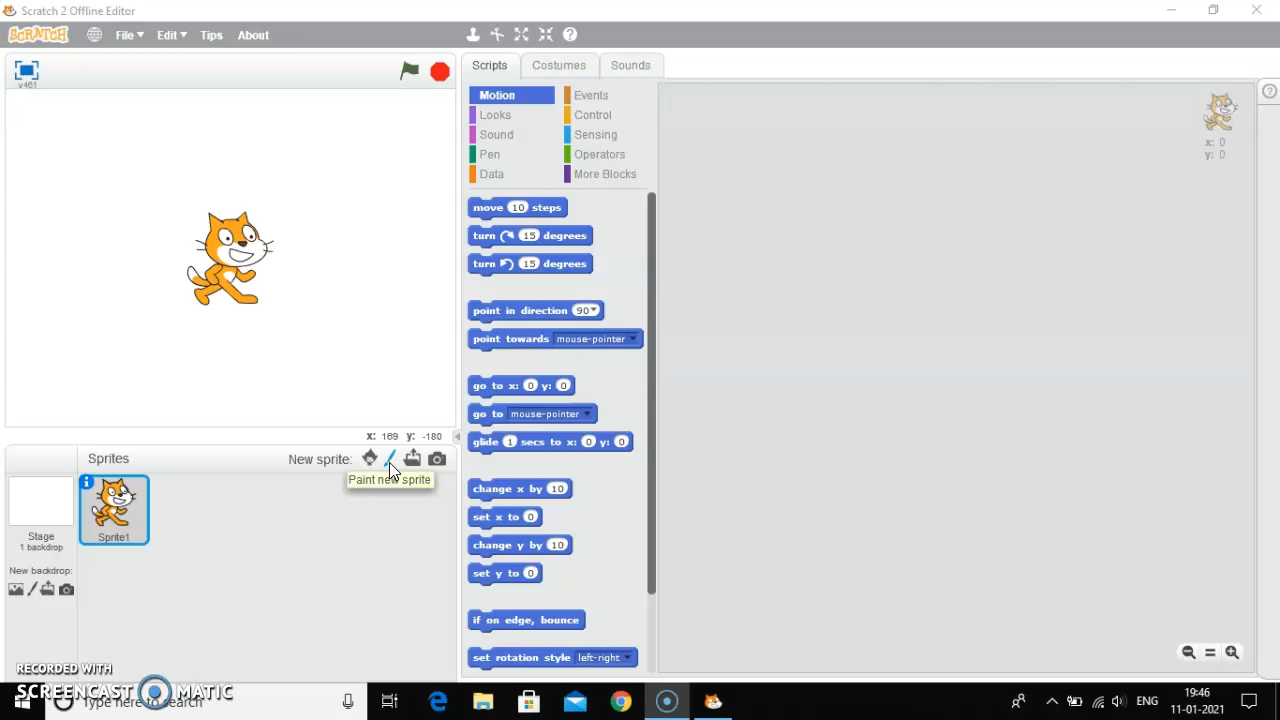 Scratch 2 Offline Editor
SCRATCH
File
Edit
Tips
About
v461
Scripts
Costumes
Sounds
Motion
Looks
Sound
Pen
Data
Events
Control
Sensing
Operators
More Blocks
move 10 steps
turn 15 degrees
turn 15 degrees
point in direction 90
point towards mouse-pointer
go to x: 0 y: 0
go to mouse-pointer
glide 1 secs to x: 0 y: 0
change x by 10
set x to 0
change y by 10
set y to 0
if on edge, bounce
set rotation style left-right
x: 0
y: 0
x: 169 y: -180
Sprites
New sprite:
Paint new sprite
Sprite1
Stage
1 backdrop
New backdrop:
RECORDED WITH
SCREENCAST MATIC
Type here to search
ENG
19:46
11-01-2021